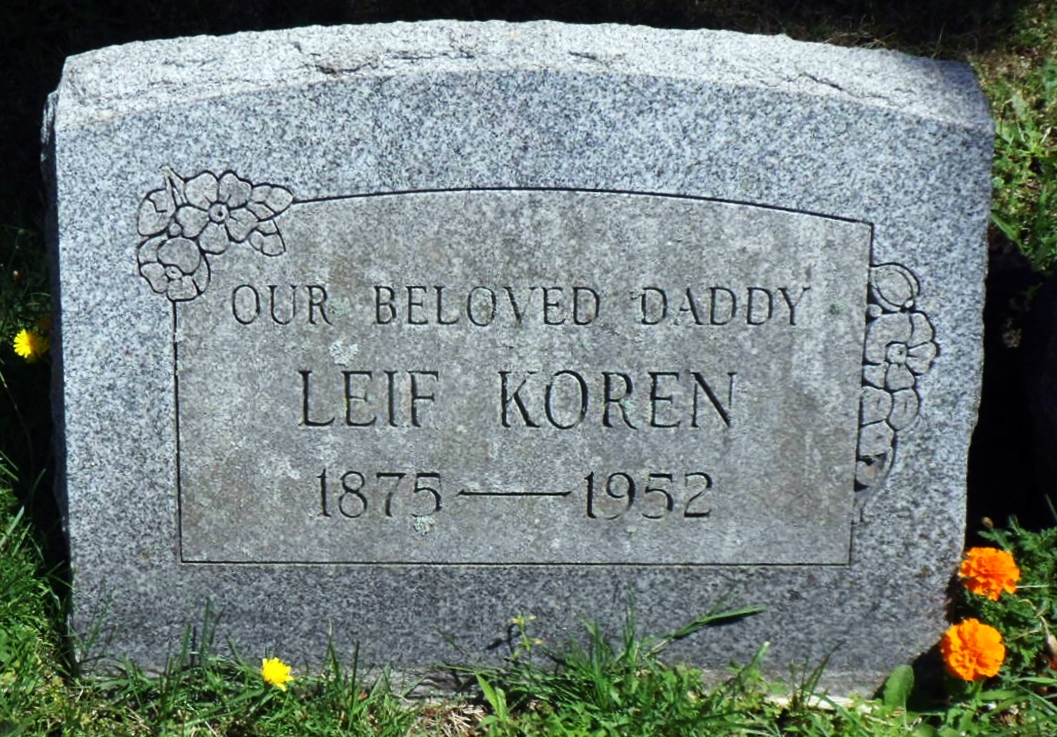 OUR BELOVED DADDY
LEIF KOREN
1875—1952